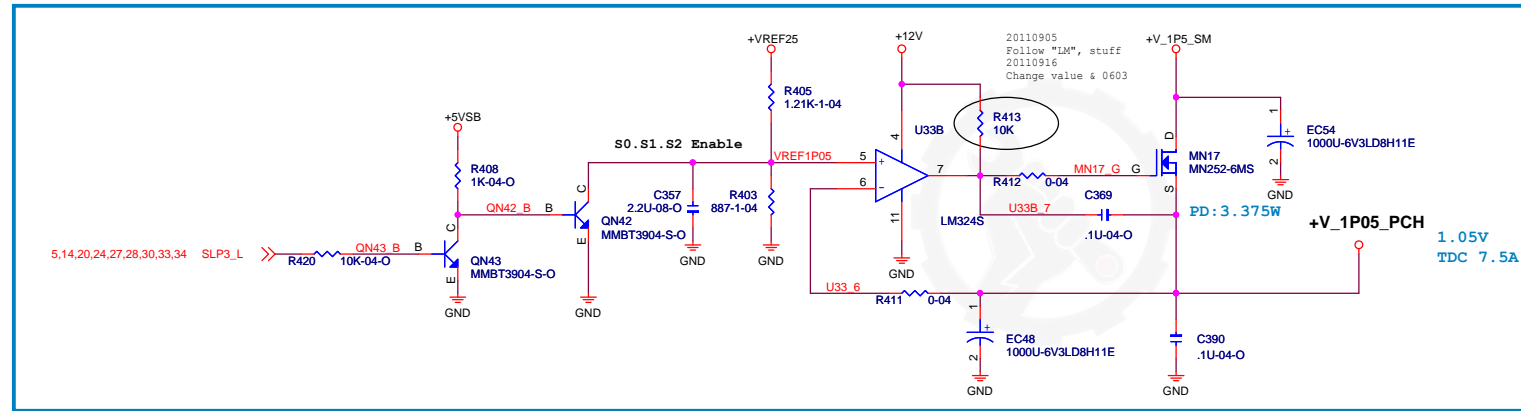 +VREF25
+12V
20110905
Follow "LM", stuff
20110916
Change value & 0603
+V_1P5_SM
R405
1.21K-1-04
+5VSB
R408
1K-04-O
S0.S1.S2 Enable
VREF1P05
U33B
R413
10K
4
5
+
6
-
7
11
LM324S
R412
0-04
MN17_G
G
D
S
MN17
MN252-6MS
1
+
2
EC54
1000U-6V3LD8H11E
GND
C357
2.2U-08-O
R403
887-1-04
GND
GND
GND
U33B_7
C369
.1U-04-O
PD:3.375W
+V_1P05_PCH
1.05V
TDC 7.5A
QN42_B
B
C
E
QN42
MMBT3904-S-O
GND
5,14,20,24,27,28,30,33,34
SLP3_L
R420
10K-04-O
QN43_B
B
C
E
QN43
MMBT3904-S-O
GND
U33_6
R411
0-04
1
+
2
EC48
1000U-6V3LD8H11E
GND
C390
.1U-04-O
GND